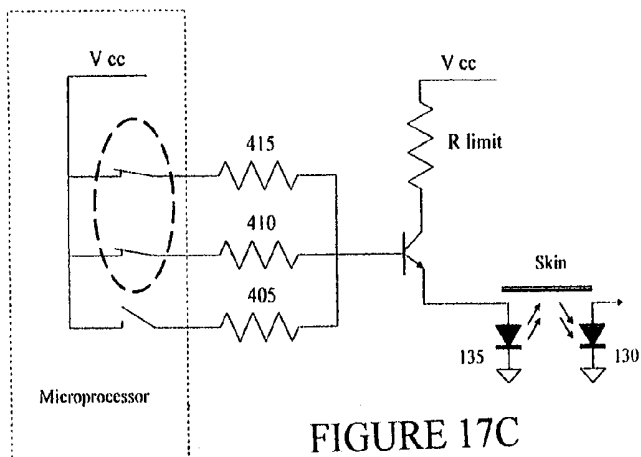 V cc
V cc
415
R limit
410
Skin
405
135
130
Microprocessor
FIGURE 17C